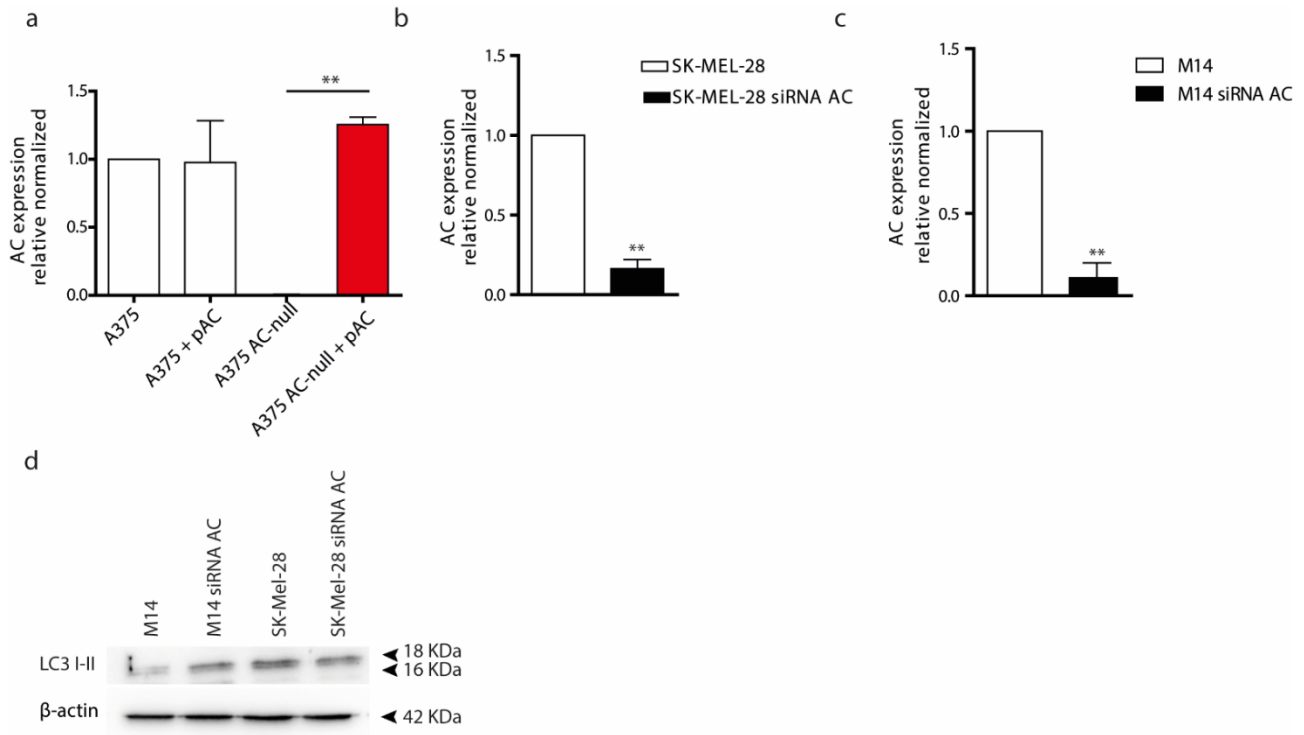 a
AC expression
relative normalized
1.5
1.0
0.5
0.0
**
A375
A375 + pAC
A375 AC-null
A375 AC-null + pAC
b
AC expression
relative normalized
1.5
1.0
0.5
0.0
**
SK-MEL-28
SK-MEL-28 siRNA AC
c
AC expression
relative normalized
1.5
1.0
0.5
0.0
**
M14
M14 siRNA AC
d
M14
M14 siRNA AC
SK-Mel-28
SK-Mel-28 siRNA AC
LC3 I-II
18 KDa
16 KDa
β-actin
42 KDa